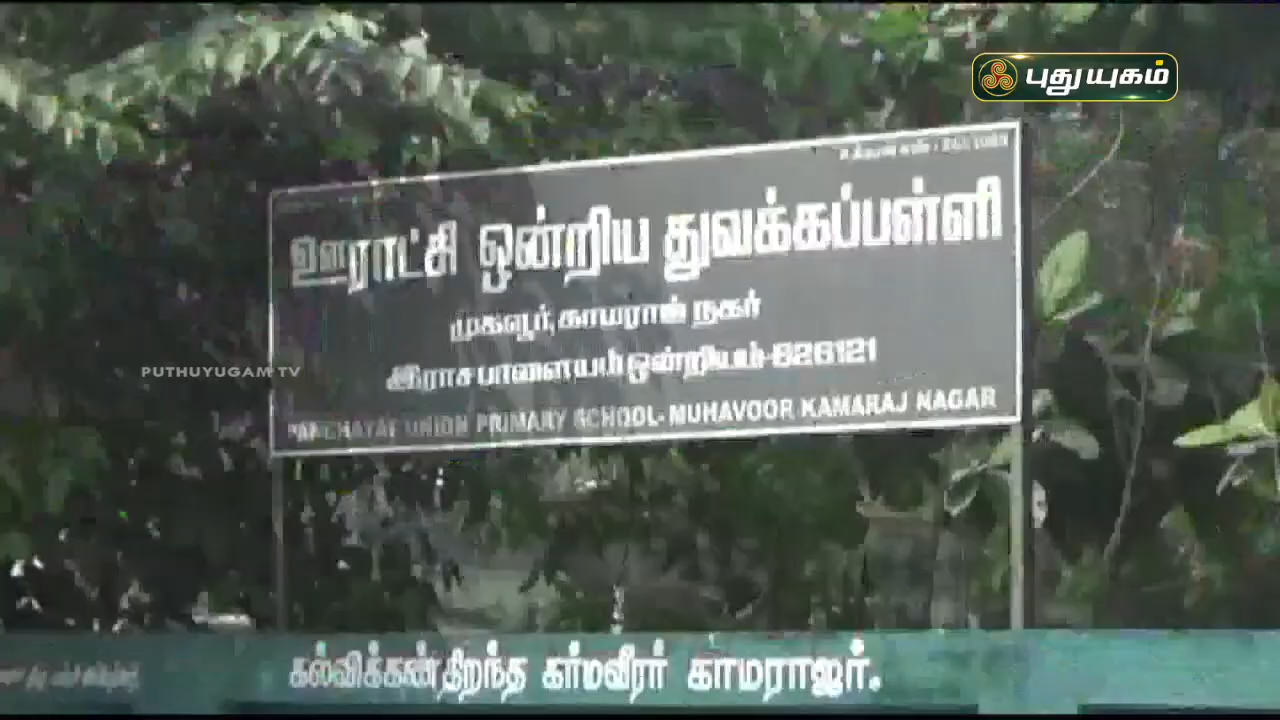 புதுயுகம்
ஊராட்சி ஒன்றிய துவக்கப்பள்ளி
முகவூர், காமராஜ் நகர்
இராசபாளையம் ஒன்றியம்-626121
PANCHAYAT UNION PRIMARY SCHOOL-MUHAVOOR KAMARAJ NAGAR
PUTHUYUGAM TV
கல்விக்கண்திறந்த கர்மவீரர் காமராஜர்.